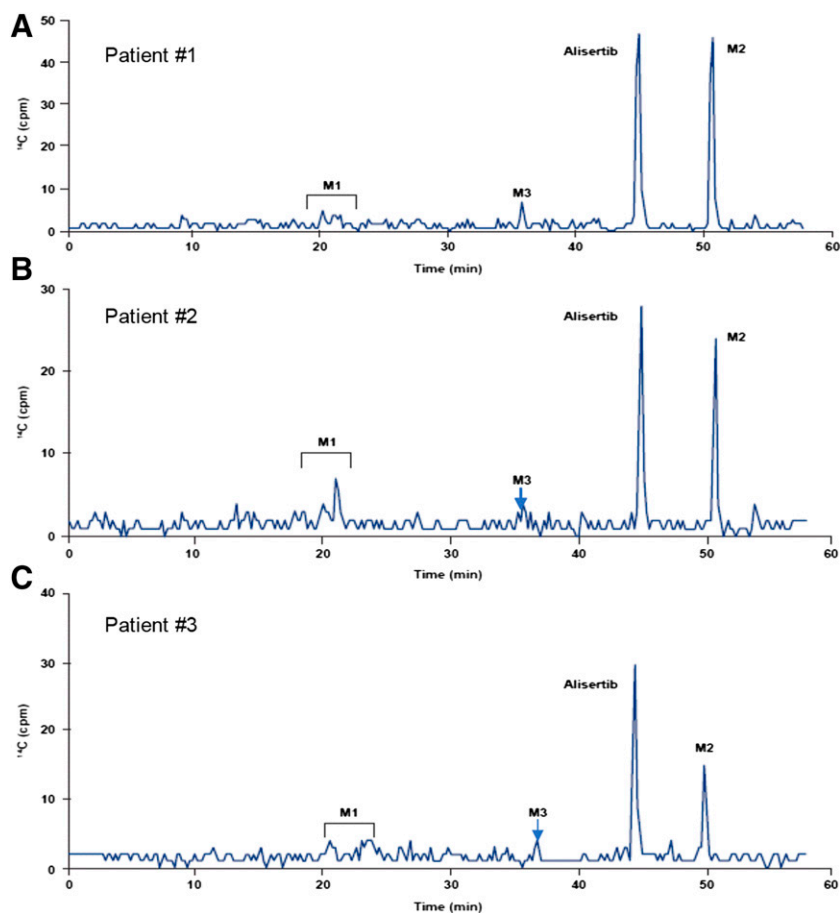 A
Patient #1
50
40
30
20
10
0
¹⁴C (cpm)
M1
M3
Alisertib
M2
0 10 20 30 40 50 60
Time (min)
B
Patient #2
30
20
10
0
¹⁴C (cpm)
M1
M3
Alisertib
M2
0 10 20 30 40 50 60
Time (min)
C
Patient #3
40
30
20
10
0
¹⁴C (cpm)
M1
M3
Alisertib
M2
0 10 20 30 40 50 60
Time (min)